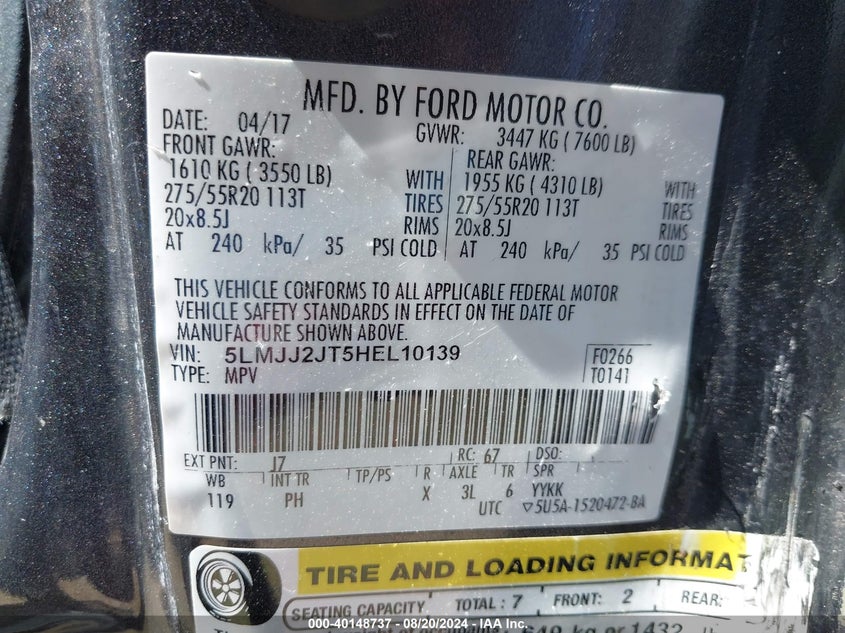 MFD. BY FORD MOTOR CO.
DATE: 04/17 GVWR: 3447 KG ( 7600 LB)
FRONT GAWR: REAR GAWR:
1610 KG ( 3550 LB) WITH 1955 KG ( 4310 LB) WITH
275/55R20 113T TIRES 275/55R20 113T TIRES
20x8.5J RIMS 20x8.5J RIMS
AT 240 kPa/ 35 PSI COLD AT 240 kPa/ 35 PSI COLD
THIS VEHICLE CONFORMS TO ALL APPLICABLE FEDERAL MOTOR
VEHICLE SAFETY STANDARDS IN EFFECT ON THE DATE OF
MANUFACTURE SHOWN ABOVE.
VIN: 5LMJJ2JT5HEL10139 F0266
TYPE: MPV T0141
EXT PNT: J7 RC: 67 DSO:
WB INT TR TP/PS R AXLE TR SPR
119 PH X 3L 6 YYKK
UTC ▽5U5A-1520472-BA
TIRE AND LOADING INFORMAT
SEATING CAPACITY TOTAL : 7 FRONT: 2 REAR:
kg or 1432
000-40148737 - 08/20/2024 - IAA Inc.